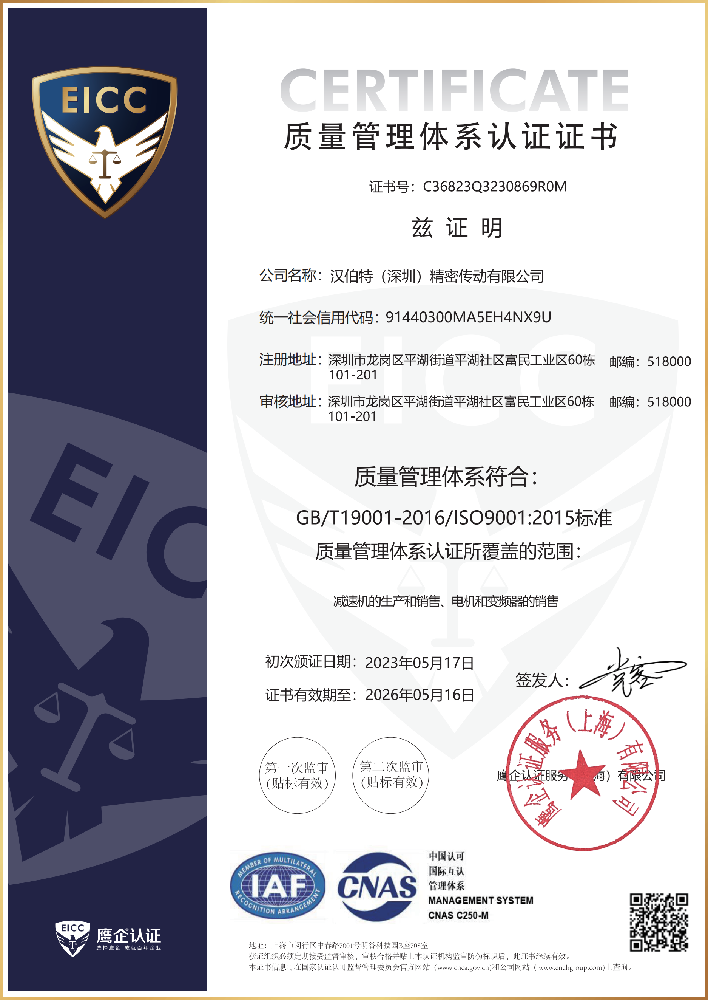 EICC
CERTIFICATE
质量管理体系认证证书
证书号：C36823Q3230869R0M
兹证明
公司名称：汉伯特（深圳）精密传动有限公司
统一社会信用代码：91440300MA5EH4NX9U
注册地址：深圳市龙岗区平湖街道平湖社区富民工业区60栋 邮编：518000
101-201
审核地址：深圳市龙岗区平湖街道平湖社区富民工业区60栋 邮编：518000
101-201
EICC
EIC
质量管理体系符合：
GB/T19001-2016/ISO9001:2015标准
质量管理体系认证所覆盖的范围：
减速机的生产和销售、电机和变频器的销售
初次颁证日期：2023年05月17日
签发人：
证书有效期至：2026年05月16日
第一次监审
(贴标有效)
第二次监审
(贴标有效)
鹰企认证服务（上海）有限公司
鹰企认证服务 海）有限公司
MEMBER OF MULTILATERAL
IAF
RECOGNITION ARRANGEMENT
CNAS
中国认可
国际互认
管理体系
MANAGEMENT SYSTEM
CNAS C250-M
EICC
鹰企认证®
选择鹰企 成就百年企业
地址：上海市闵行区中春路7001号明谷科技园B座708室
获证组织必须定期接受监督审核，审核合格并贴上本认证机构监审防伪标识后，此证书继续有效。
本证书信息可在国家认证认可监督管理委员会官方网站（www.cnca.gov.cn)和公司网站（ www.enchgroup.com)上查询。